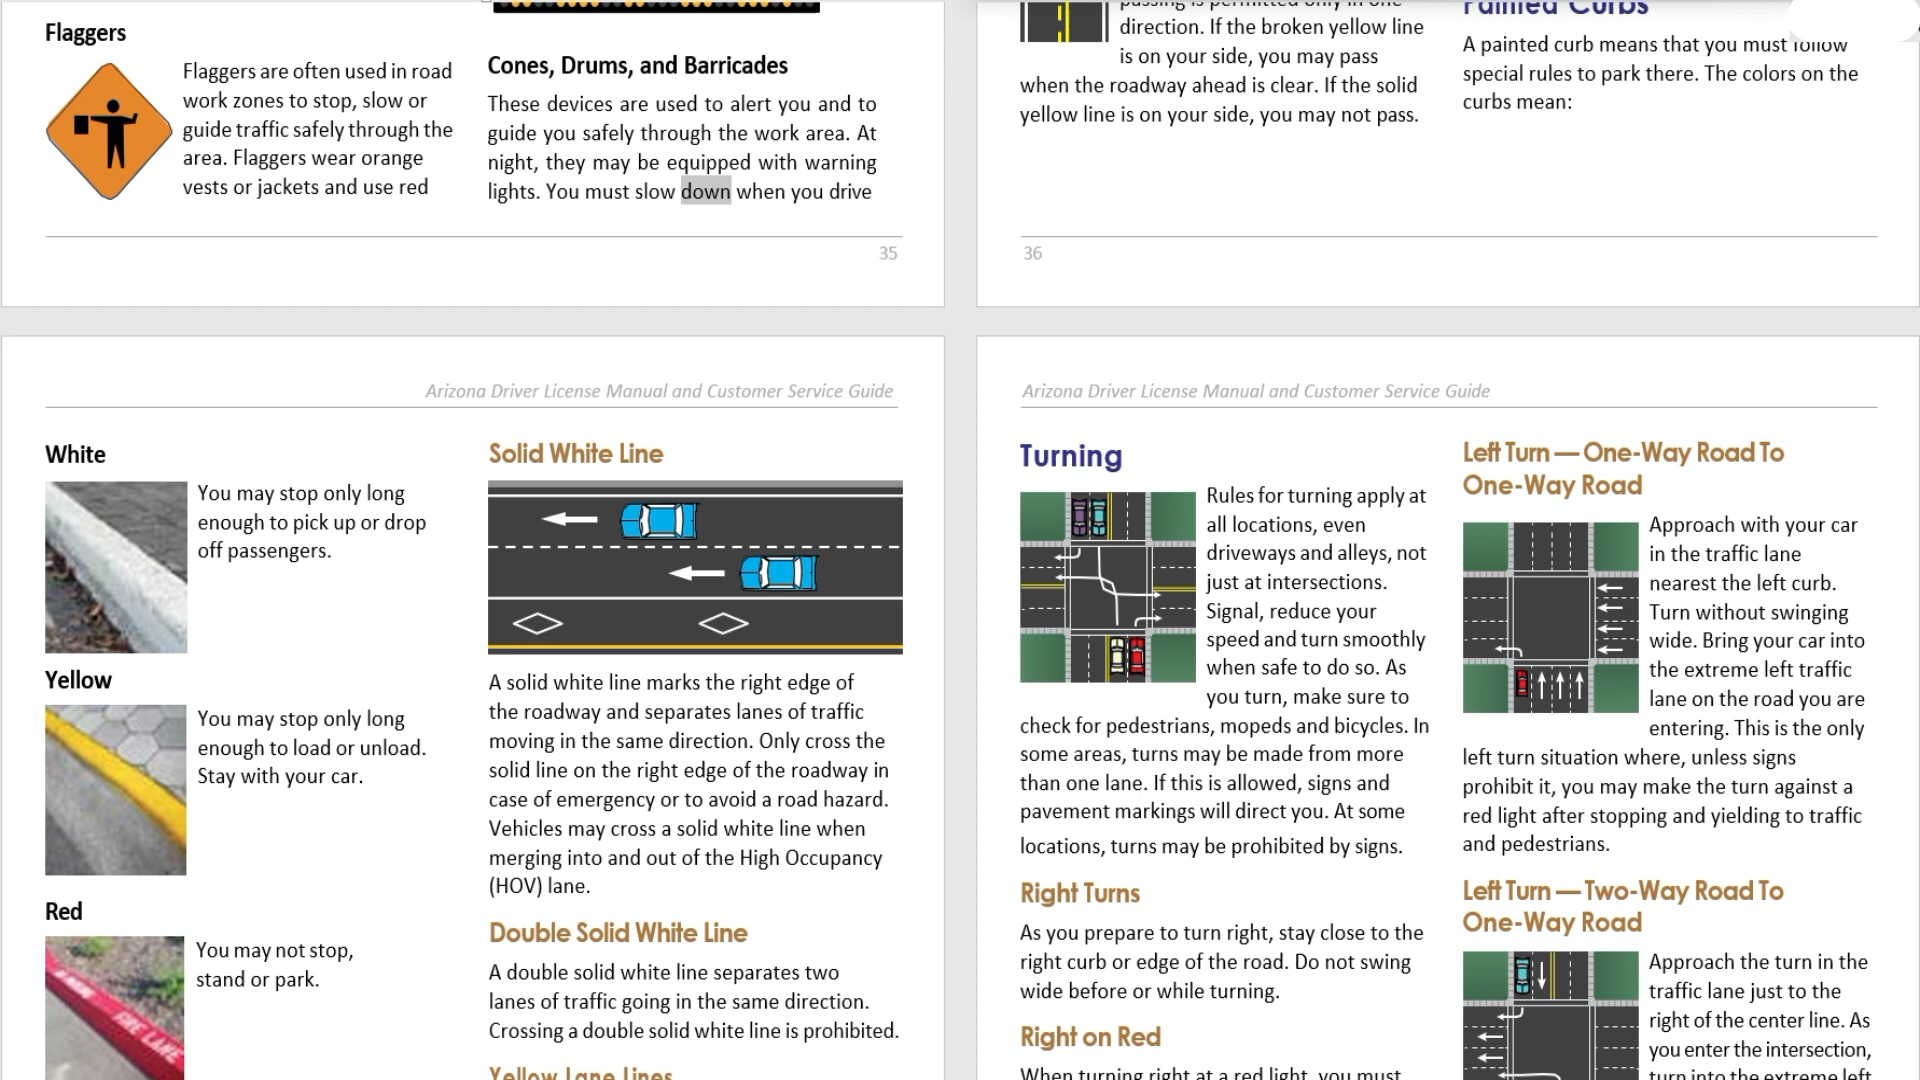 Flaggers
Flaggers are often used in road
work zones to stop, slow or
guide traffic safely through the
area. Flaggers wear orange
vests or jackets and use red
Cones, Drums, and Barricades
These devices are used to alert you and to
guide you safely through the work area. At
night, they may be equipped with warning
lights. You must slow down when you drive
35
passing is permitted only in one
direction. If the broken yellow line
is on your side, you may pass
when the roadway ahead is clear. If the solid
yellow line is on your side, you may not pass.
Painted Curbs
A painted curb means that you must follow
special rules to park there. The colors on the
curbs mean:
36
Arizona Driver License Manual and Customer Service Guide
White
You may stop only long
enough to pick up or drop
off passengers.
Yellow
You may stop only long
enough to load or unload.
Stay with your car.
Red
You may not stop,
stand or park.
FIRE LANE
Solid White Line
A solid white line marks the right edge of
the roadway and separates lanes of traffic
moving in the same direction. Only cross the
solid line on the right edge of the roadway in
case of emergency or to avoid a road hazard.
Vehicles may cross a solid white line when
merging into and out of the High Occupancy
(HOV) lane.
Double Solid White Line
A double solid white line separates two
lanes of traffic going in the same direction.
Crossing a double solid white line is prohibited.
Yellow Lane Lines
Arizona Driver License Manual and Customer Service Guide
Turning
Rules for turning apply at
all locations, even
driveways and alleys, not
just at intersections.
Signal, reduce your
speed and turn smoothly
when safe to do so. As
you turn, make sure to
check for pedestrians, mopeds and bicycles. In
some areas, turns may be made from more
than one lane. If this is allowed, signs and
pavement markings will direct you. At some
locations, turns may be prohibited by signs.
Right Turns
As you prepare to turn right, stay close to the
right curb or edge of the road. Do not swing
wide before or while turning.
Right on Red
When turning right at a red light, you must
Left Turn — One-Way Road To
One-Way Road
Approach with your car
in the traffic lane
nearest the left curb.
Turn without swinging
wide. Bring your car into
the extreme left traffic
lane on the road you are
entering. This is the only
left turn situation where, unless signs
prohibit it, you may make the turn against a
red light after stopping and yielding to traffic
and pedestrians.
Left Turn — Two-Way Road To
One-Way Road
Approach the turn in the
traffic lane just to the
right of the center line. As
you enter the intersection,
turn into the extreme left